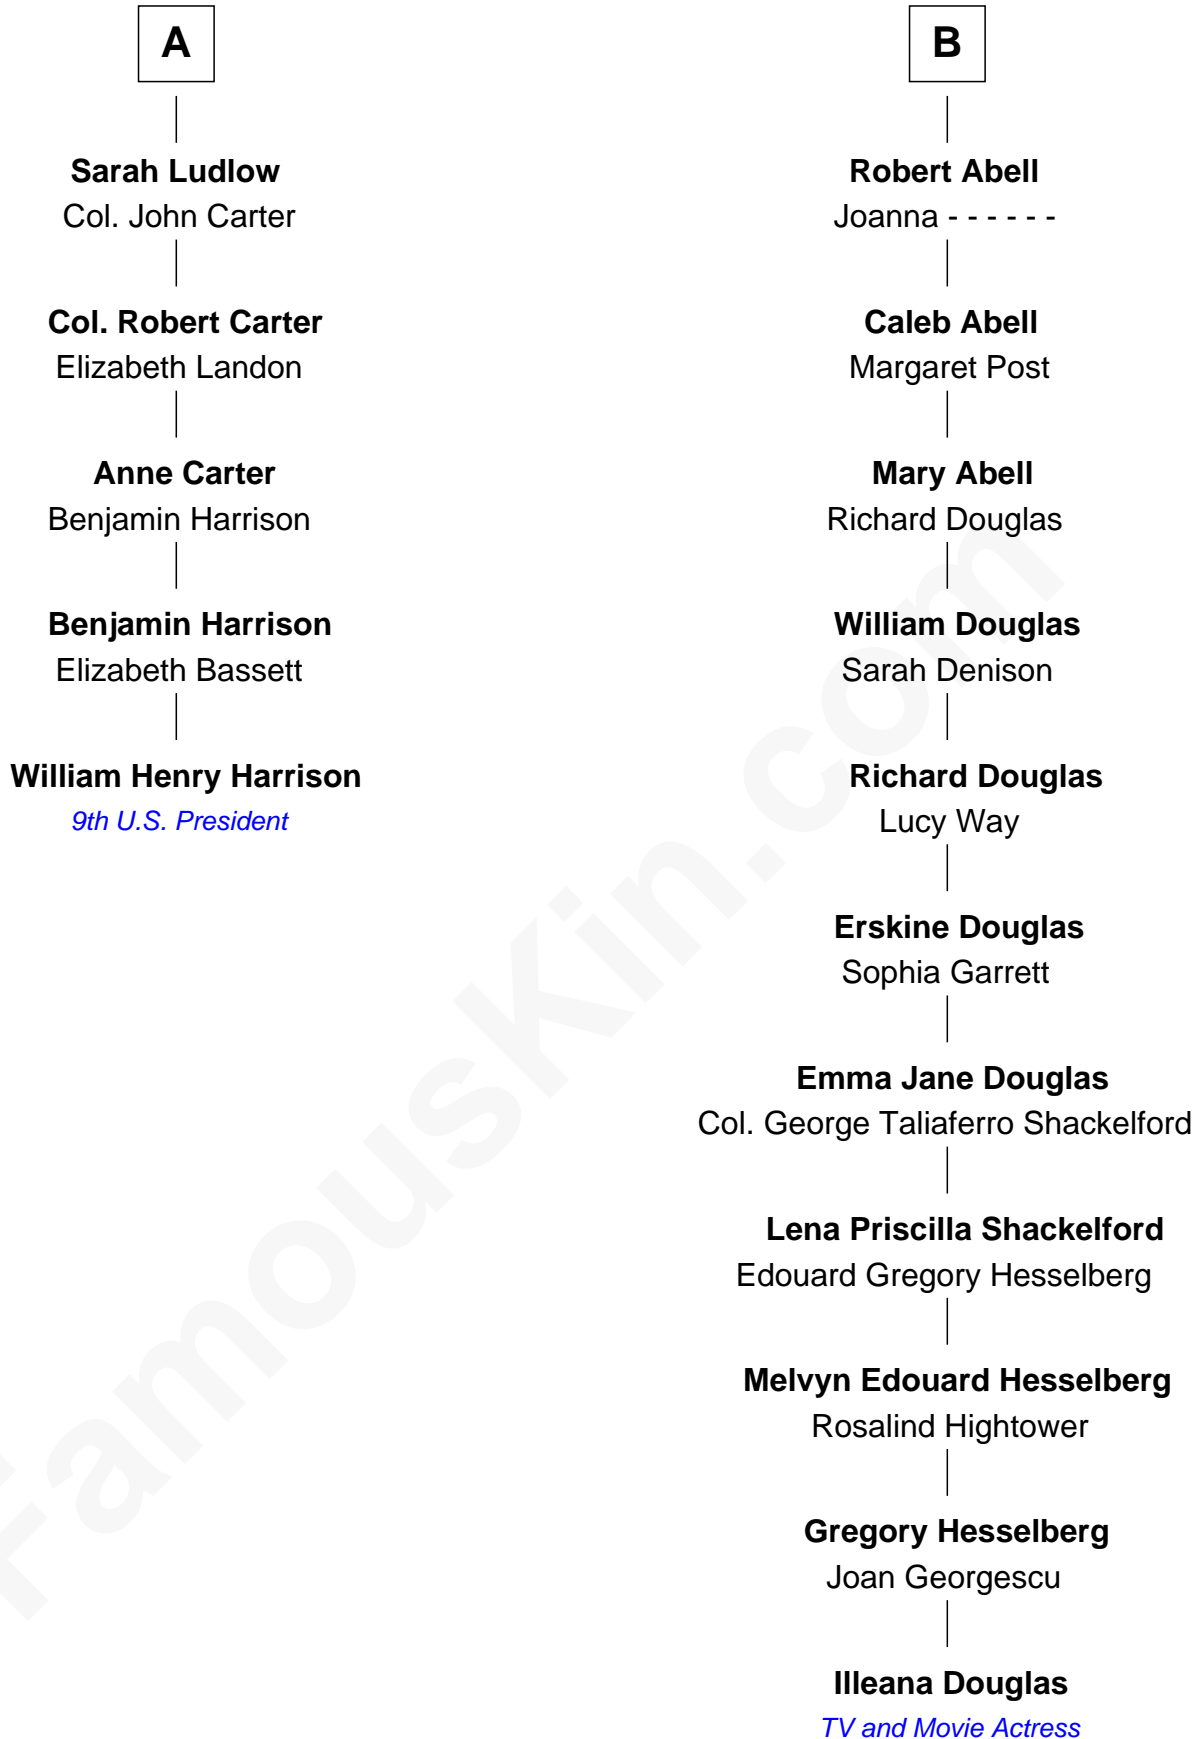 A
Sarah Ludlow
Col. John Carter
Col. Robert Carter
Elizabeth Landon
Anne Carter
Benjamin Harrison
Benjamin Harrison
Elizabeth Bassett
William Henry Harrison
9th U.S. President
B
Robert Abell
Joanna - - - - - -
Caleb Abell
Margaret Post
Mary Abell
Richard Douglas
William Douglas
Sarah Denison
Richard Douglas
Lucy Way
Erskine Douglas
Sophia Garrett
Emma Jane Douglas
Col. George Taliaferro Shackelford
Lena Priscilla Shackelford
Edouard Gregory Hesselberg
Melvyn Edouard Hesselberg
Rosalind Hightower
Gregory Hesselberg
Joan Georgescu
Illeana Douglas
TV and Movie Actress
FamousKin.com